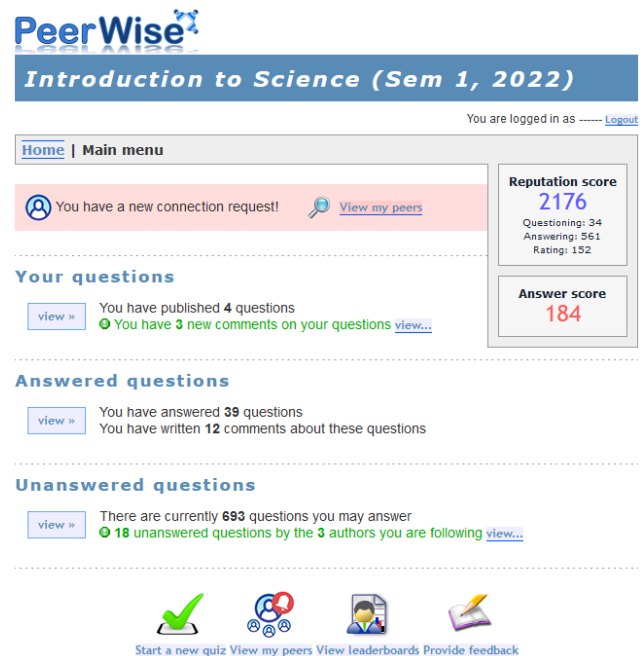 PeerWise
Introduction to Science (Sem 1, 2022)
You are logged in as ------ Logout
Home | Main menu
You have a new connection request! View my peers
Reputation score
2176
Questioning: 34
Answering: 561
Rating: 152
Answer score
184
Your questions
view »
You have published 4 questions
You have 3 new comments on your questions view...
Answered questions
view »
You have answered 39 questions
You have written 12 comments about these questions
Unanswered questions
view »
There are currently 693 questions you may answer
18 unanswered questions by the 3 authors you are following view...
Start a new quiz View my peers View leaderboards Provide feedback